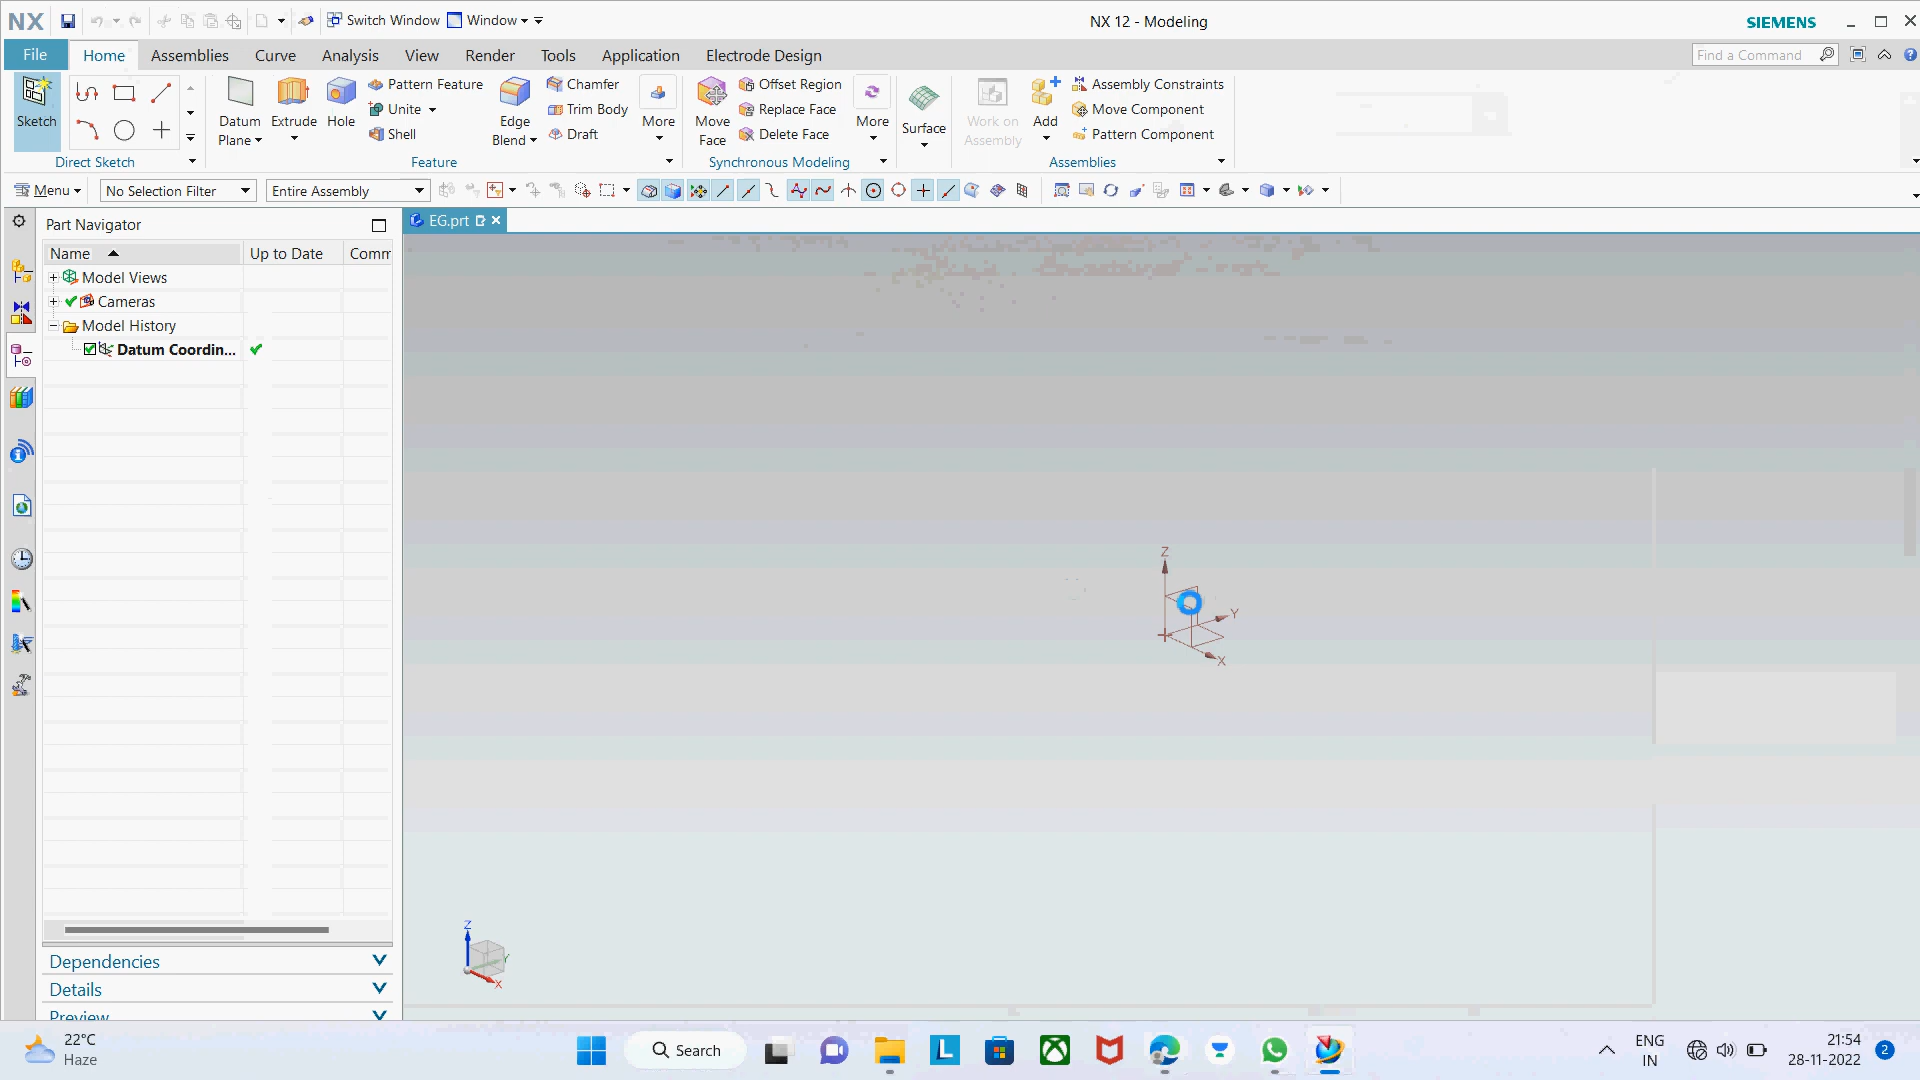 NX
Switch Window
Window
NX 12 - Modeling
SIEMENS
File
Home
Assemblies
Curve
Analysis
View
Render
Tools
Application
Electrode Design
Find a Command
Sketch
Direct Sketch
Datum
Plane
Extrude
Hole
Pattern Feature
Unite
Shell
Edge
Blend
Chamfer
Trim Body
Draft
More
Feature
Move
Face
Offset Region
Replace Face
Delete Face
More
Synchronous Modeling
Surface
Work on
Assembly
Add
Assembly Constraints
Move Component
Pattern Component
Assemblies
Menu
No Selection Filter
Entire Assembly
Part Navigator
EG.prt
Name
Up to Date
Comm
Model Views
Cameras
Model History
Datum Coordin...
Z
Y
X
Z
Y
X
Dependencies
Details
Preview
22°C
Haze
Search
ENG
IN
21:54
28-11-2022
2